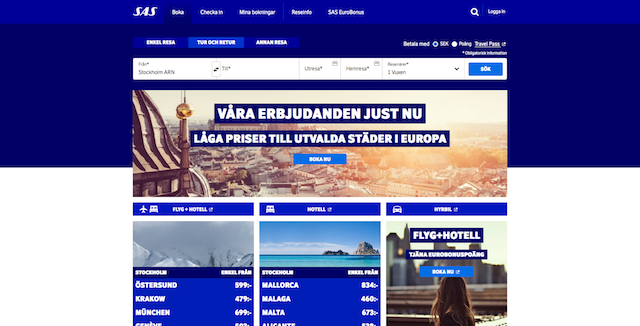 SAS Boka Checka in Mina bokningar Reseinfo SAS EuroBonus Logga in
ENKEL RESA TUR OCH RETUR ANNAN RESA Betala med SEK Poäng Travel Pass
* Obligatorisk information
Från* Till* Utresa* Hemresa* Resenärer*
Stockholm ARN 1 Vuxen SÖK
VÅRA ERBJUDANDEN JUST NU
LÅGA PRISER TILL UTVALDA STÄDER I EUROPA
BOKA NU
FLYG + HOTELL HOTELL HYRBIL
FLYG+HOTELL
TJÄNA EUROBONUSPOÄNG
BOKA NU
STOCKHOLM ENKEL FRÅN
ÖSTERSUND 599:-
KRAKOW 479:-
MÜNCHEN 699:-
GENÈVE
STOCKHOLM ENKEL FRÅN
MALLORCA 834:-
MALAGA 460:-
MALTA 673:-
ALICANTE